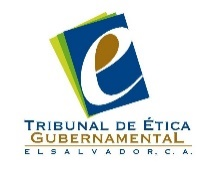 e
TRIBUNAL DE ÉTICA
GUBERNAMENTAL
EL SALVADOR, C. A.